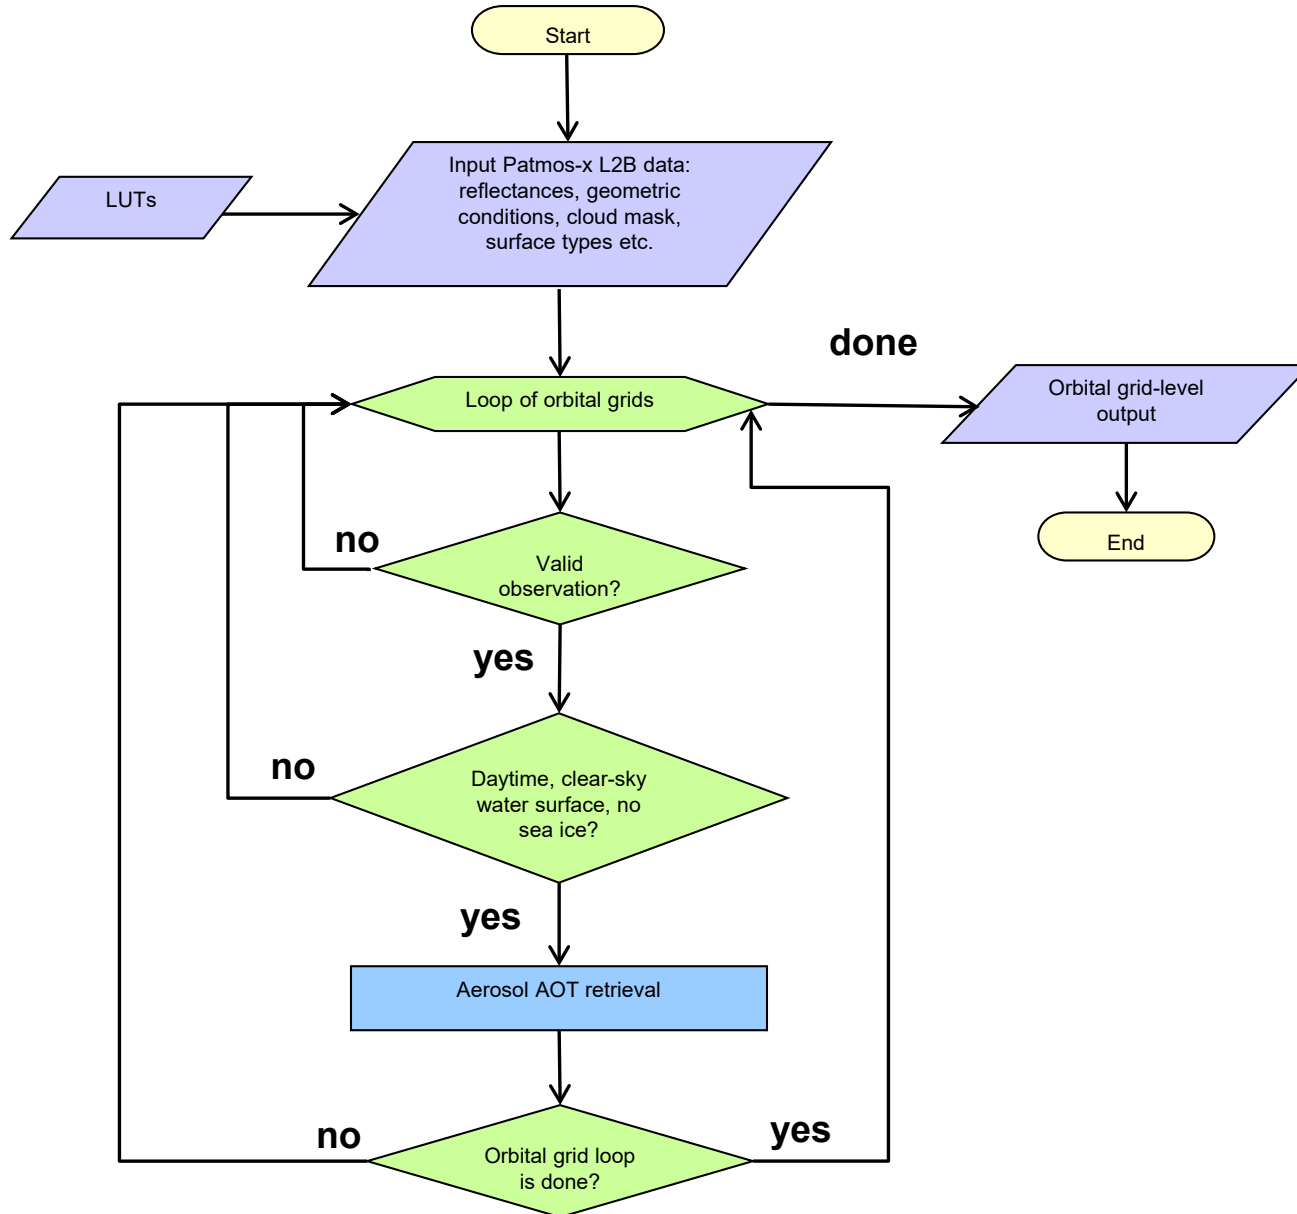 Start
LUTs
Input Patmos-x L2B data:
reflectances, geometric
conditions, cloud mask,
surface types etc.
done
Loop of orbital grids
Orbital grid-level
output
End
no
Valid
observation?
yes
no
Daytime, clear-sky
water surface, no
sea ice?
yes
Aerosol AOT retrieval
no
Orbital grid loop
is done?
yes